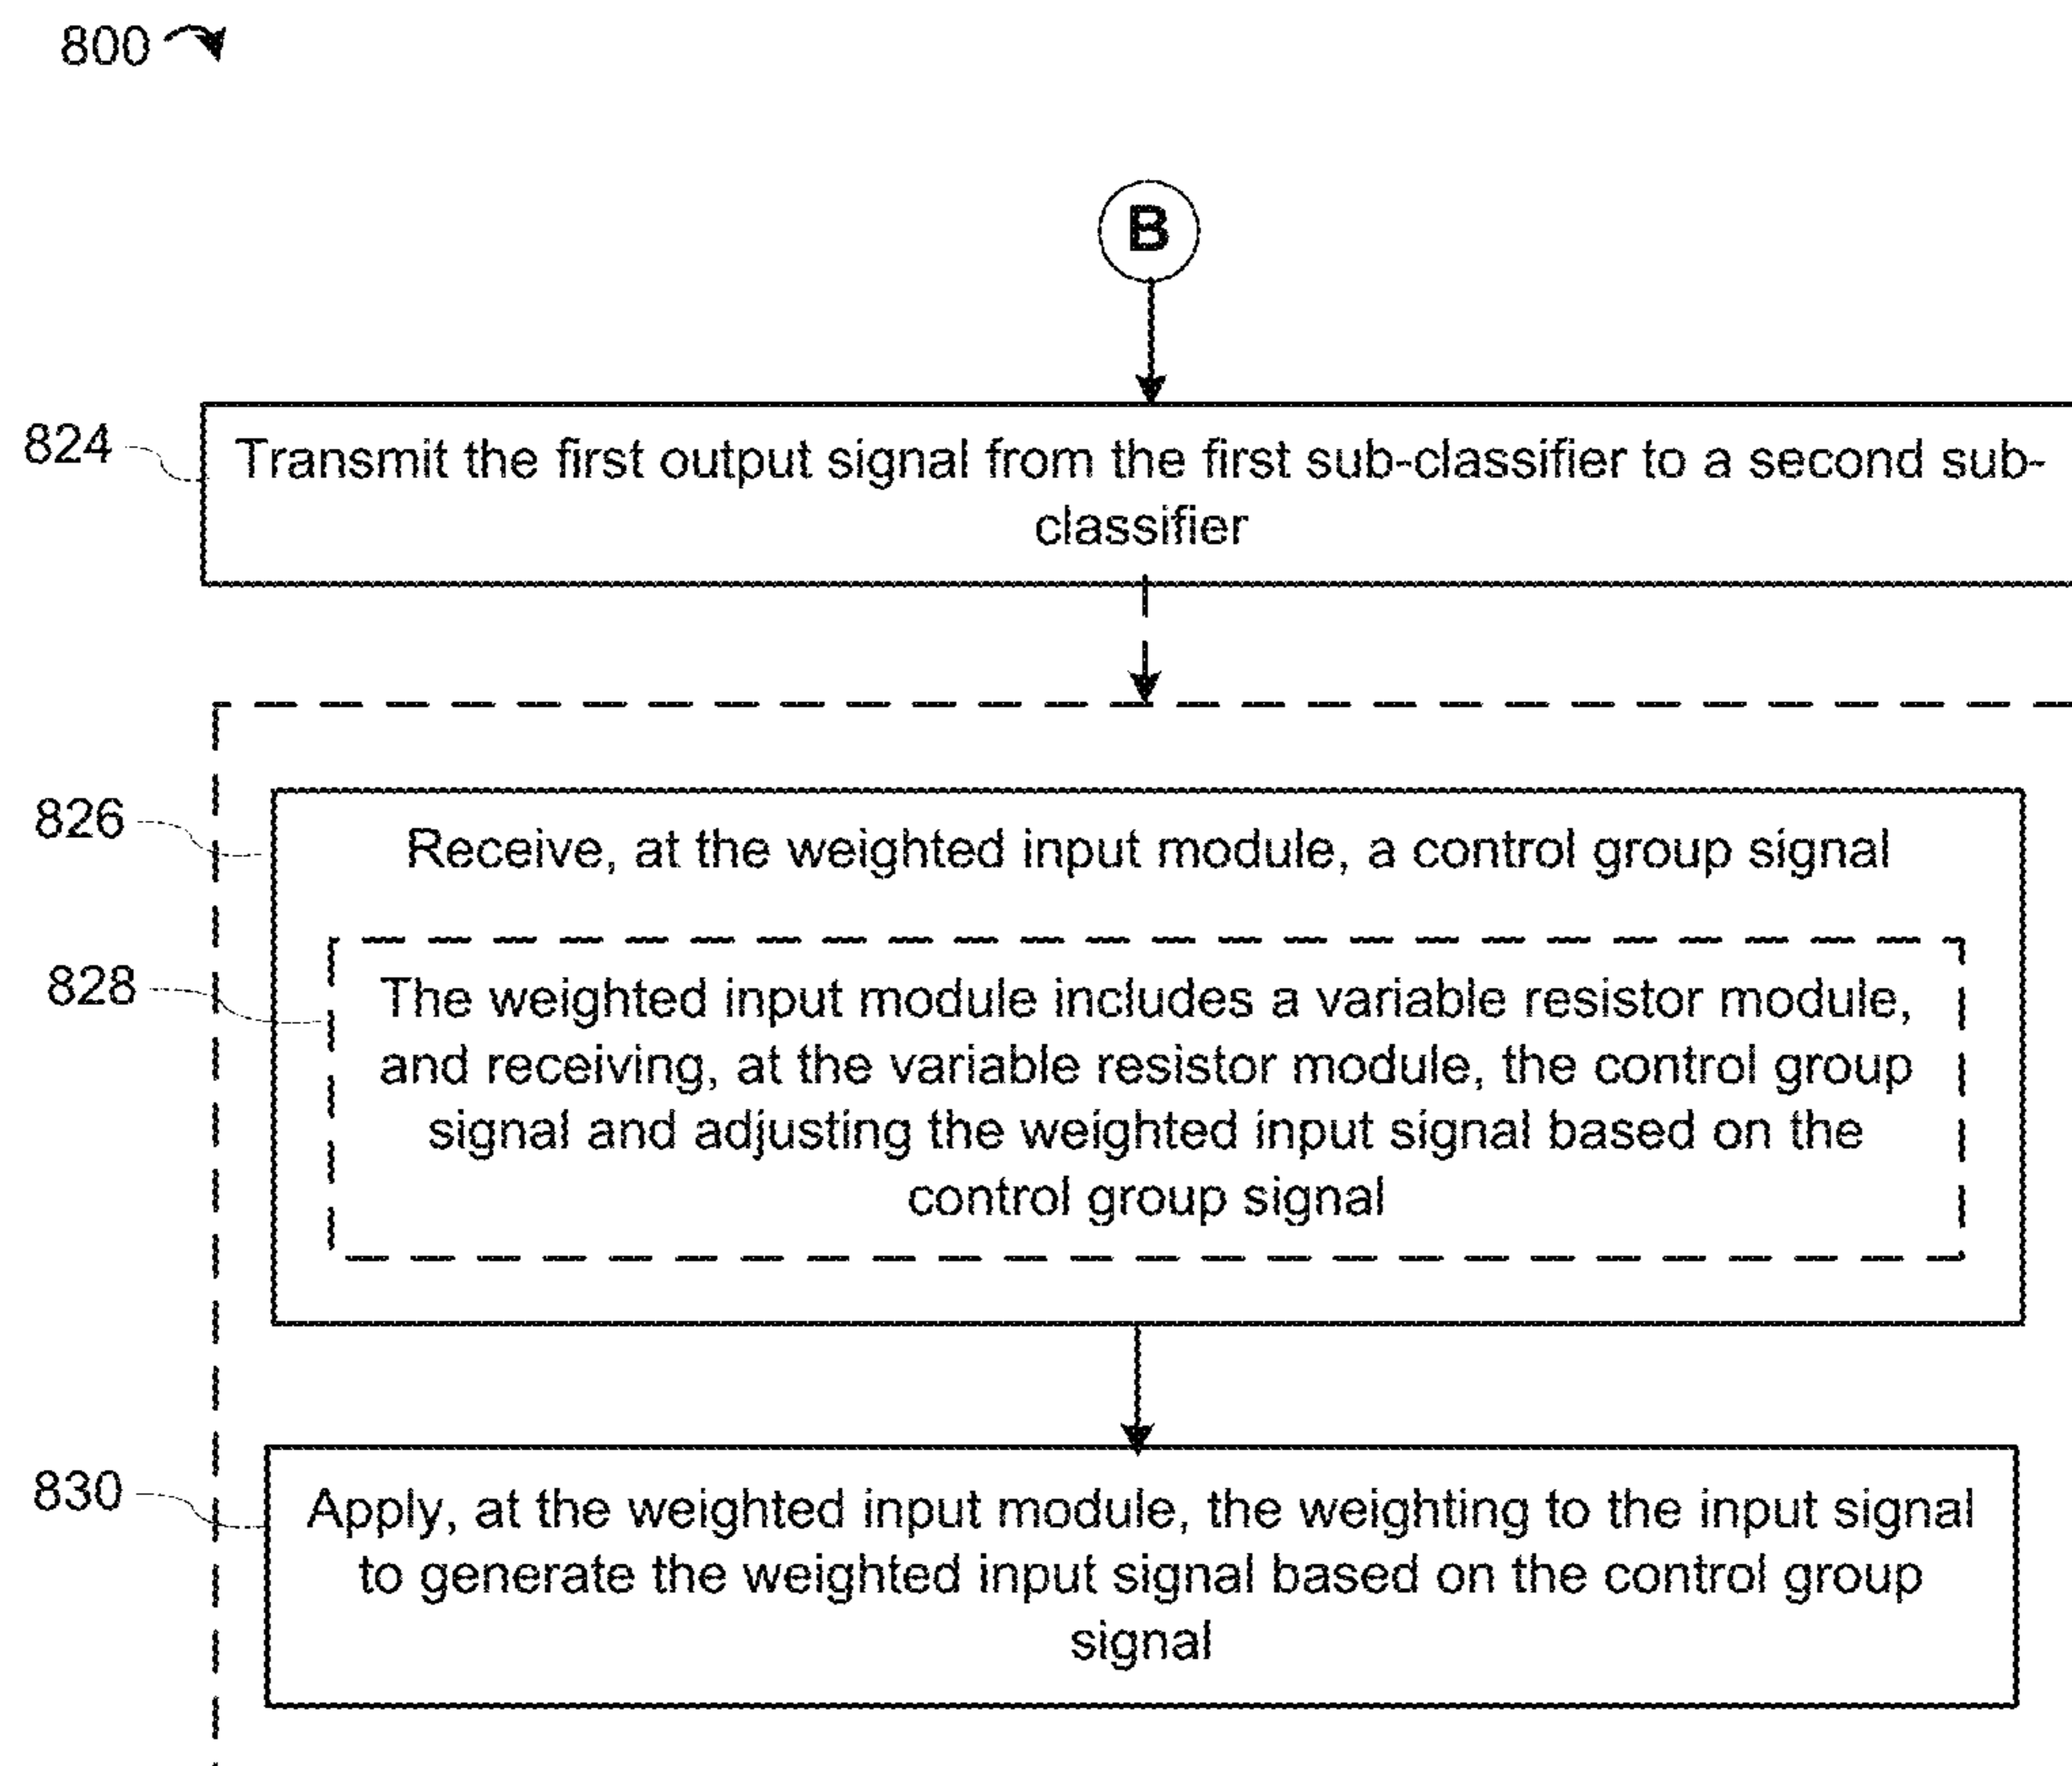 800
B
824
Transmit the first output signal from the first sub-classifier to a second sub-
classifier
826
Receive, at the weighted input module, a control group signal
828
The weighted input module includes a variable resistor module,
and receiving, at the variable resistor module, the control group
signal and adjusting the weighted input signal based on the
control group signal
830
Apply, at the weighted input module, the weighting to the input signal
to generate the weighted input signal based on the control group
signal